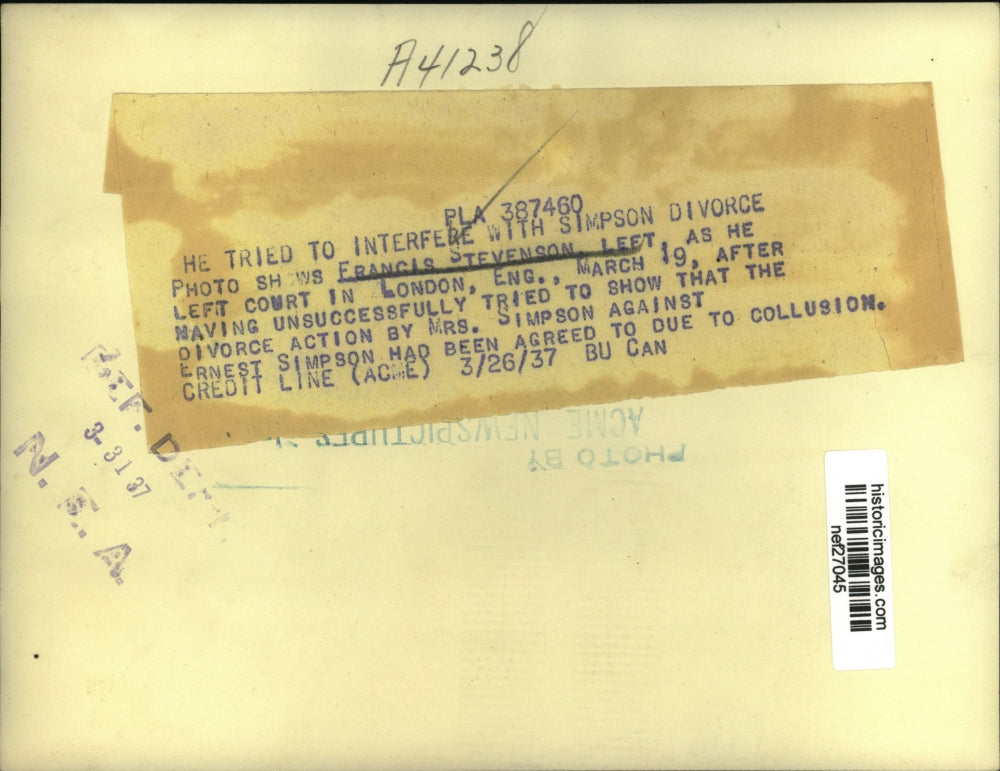 A41238
PLA 387460
HE TRIED TO INTERFERE WITH SIMPSON DIVORCE
PHOTO SH WS FRANCIS STEVENSON, LEFT, AS HE
LEFT COURT IN LONDON, ENG., MARCH 19, AFTER
HAVING UNSUCCESSFULLY TRIED TO SHOW THAT THE
DIVORCE ACTION BY MRS. SIMPSON AGAINST
ERNEST SIMPSON HAD BEEN AGREED TO DUE TO COLLUSION.
CREDIT LINE (ACME) 3/26/37 BU CAN
PHOTO BY
ACME NEWSPICTURES
REF. DEPT.
3-31 37
N. E. A.
historicimages.com
nef27045